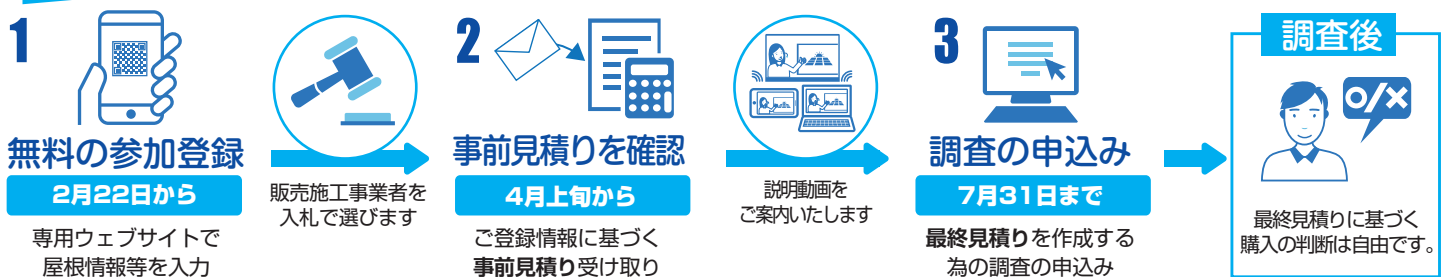 1
無料の参加登録
2月22日から
専用ウェブサイトで
屋根情報等を入力
販売施工事業者を
入札で選びます
2
事前見積りを確認
4月上旬から
ご登録情報に基づく
事前見積り受け取り
説明動画を
ご案内いたします
3
調査の申込み
7月31日まで
最終見積りを作成する
為の調査の申込み
調査後
o/×
最終見積りに基づく
購入の判断は自由です。